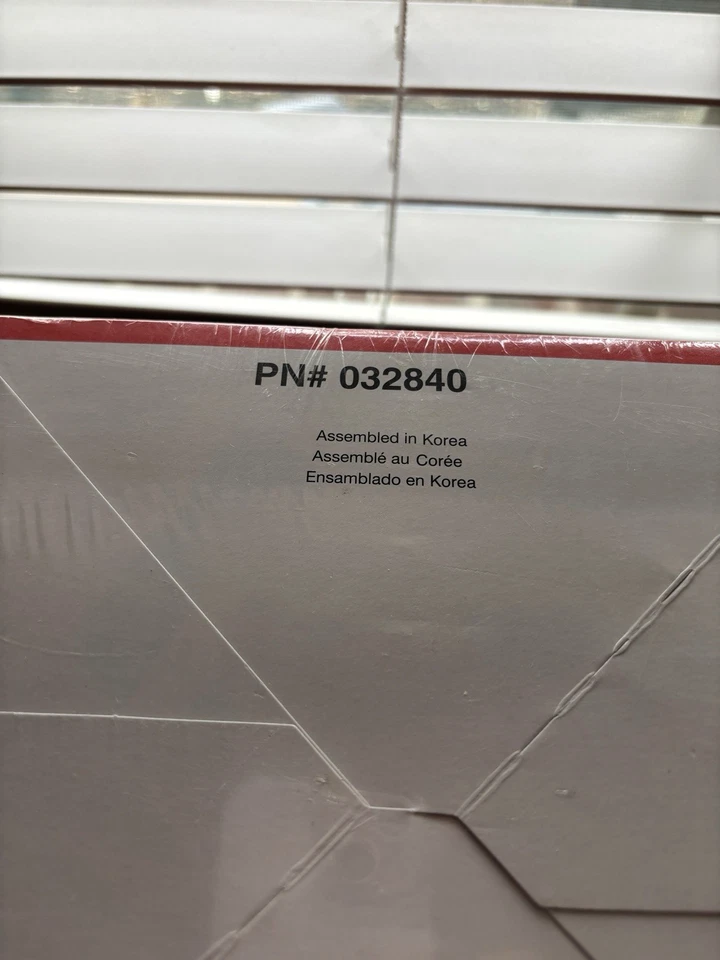 PN# 032840
Assembled in Korea
Assemblé au Corée
Ensamblado en Korea